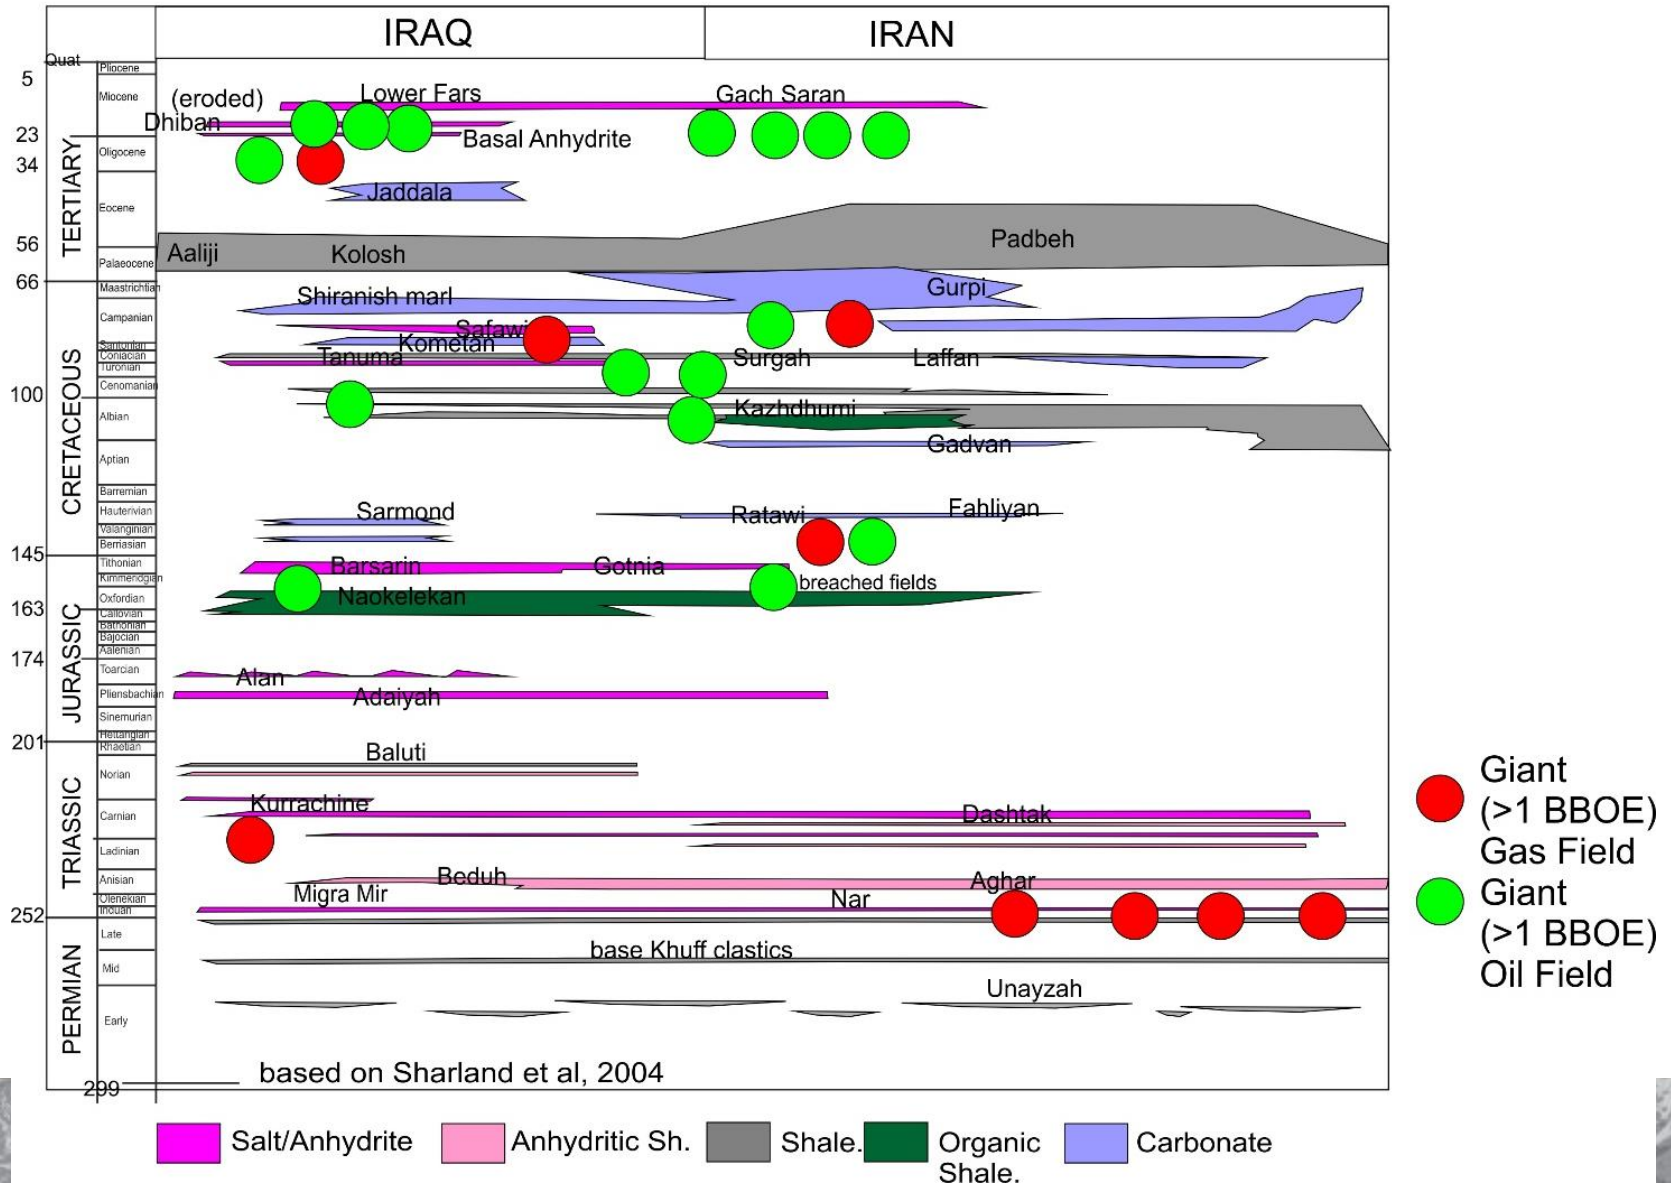 IRAQ
IRAN
Quat
Pliocene
5
Miocene
(eroded)
Lower Fars
Gach Saran
Dhiban
23
Basal Anhydrite
Oligocene
34
TERTIARY
Jaddala
Eocene
56
Aaliji
Kolosh
Padbeh
Palaeocene
66
Maastrichtian
Shiranish marl
Gurpi
Campanian
Safawi
Santonian
Kometan
Coniacian
Tanuma
Surgah
Laffan
Turonian
Cenomanian
100
CRETACEOUS
Albian
Kazhdhumi
Gadvan
Aptian
Barremian
Hauterivian
Sarmond
Ratawi
Fahliyan
Valanginian
Berriasian
145
Tithonian
Barsarin
Gotnia
Kimmeridgian
breached fields
Oxfordian
Naokelekan
163
Callovian
Bathonian
Bajocian
Aalenian
174
JURASSIC
Toarcian
Alan
Pliensbachian
Adaiyah
Sinemurian
Hettangian
201
Rhaetian
Baluti
Norian
Kurrachine
Carnian
Dashtak
TRIASSIC
Ladinian
Anisian
Beduh
Aghar
Olenekian
Migra Mir
Nar
Induan
252
Late
base Khuff clastics
Mid
PERMIAN
Unayzah
Early
299
based on Sharland et al, 2004
Giant
(>1 BBOE)
Gas Field
Giant
(>1 BBOE)
Oil Field
Salt/Anhydrite
Anhydritic Sh.
Shale.
Organic
Shale.
Carbonate